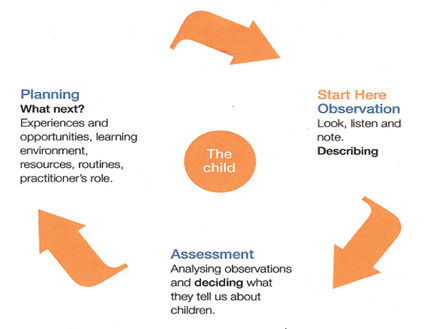 Start Here
Observation
Look, listen and
note.
Describing
Assessment
Analysing observations
and deciding what
they tell us about
children.
Planning
What next?
Experiences and
opportunities, learning
environment,
resources, routines,
practitioner's role.
The
child